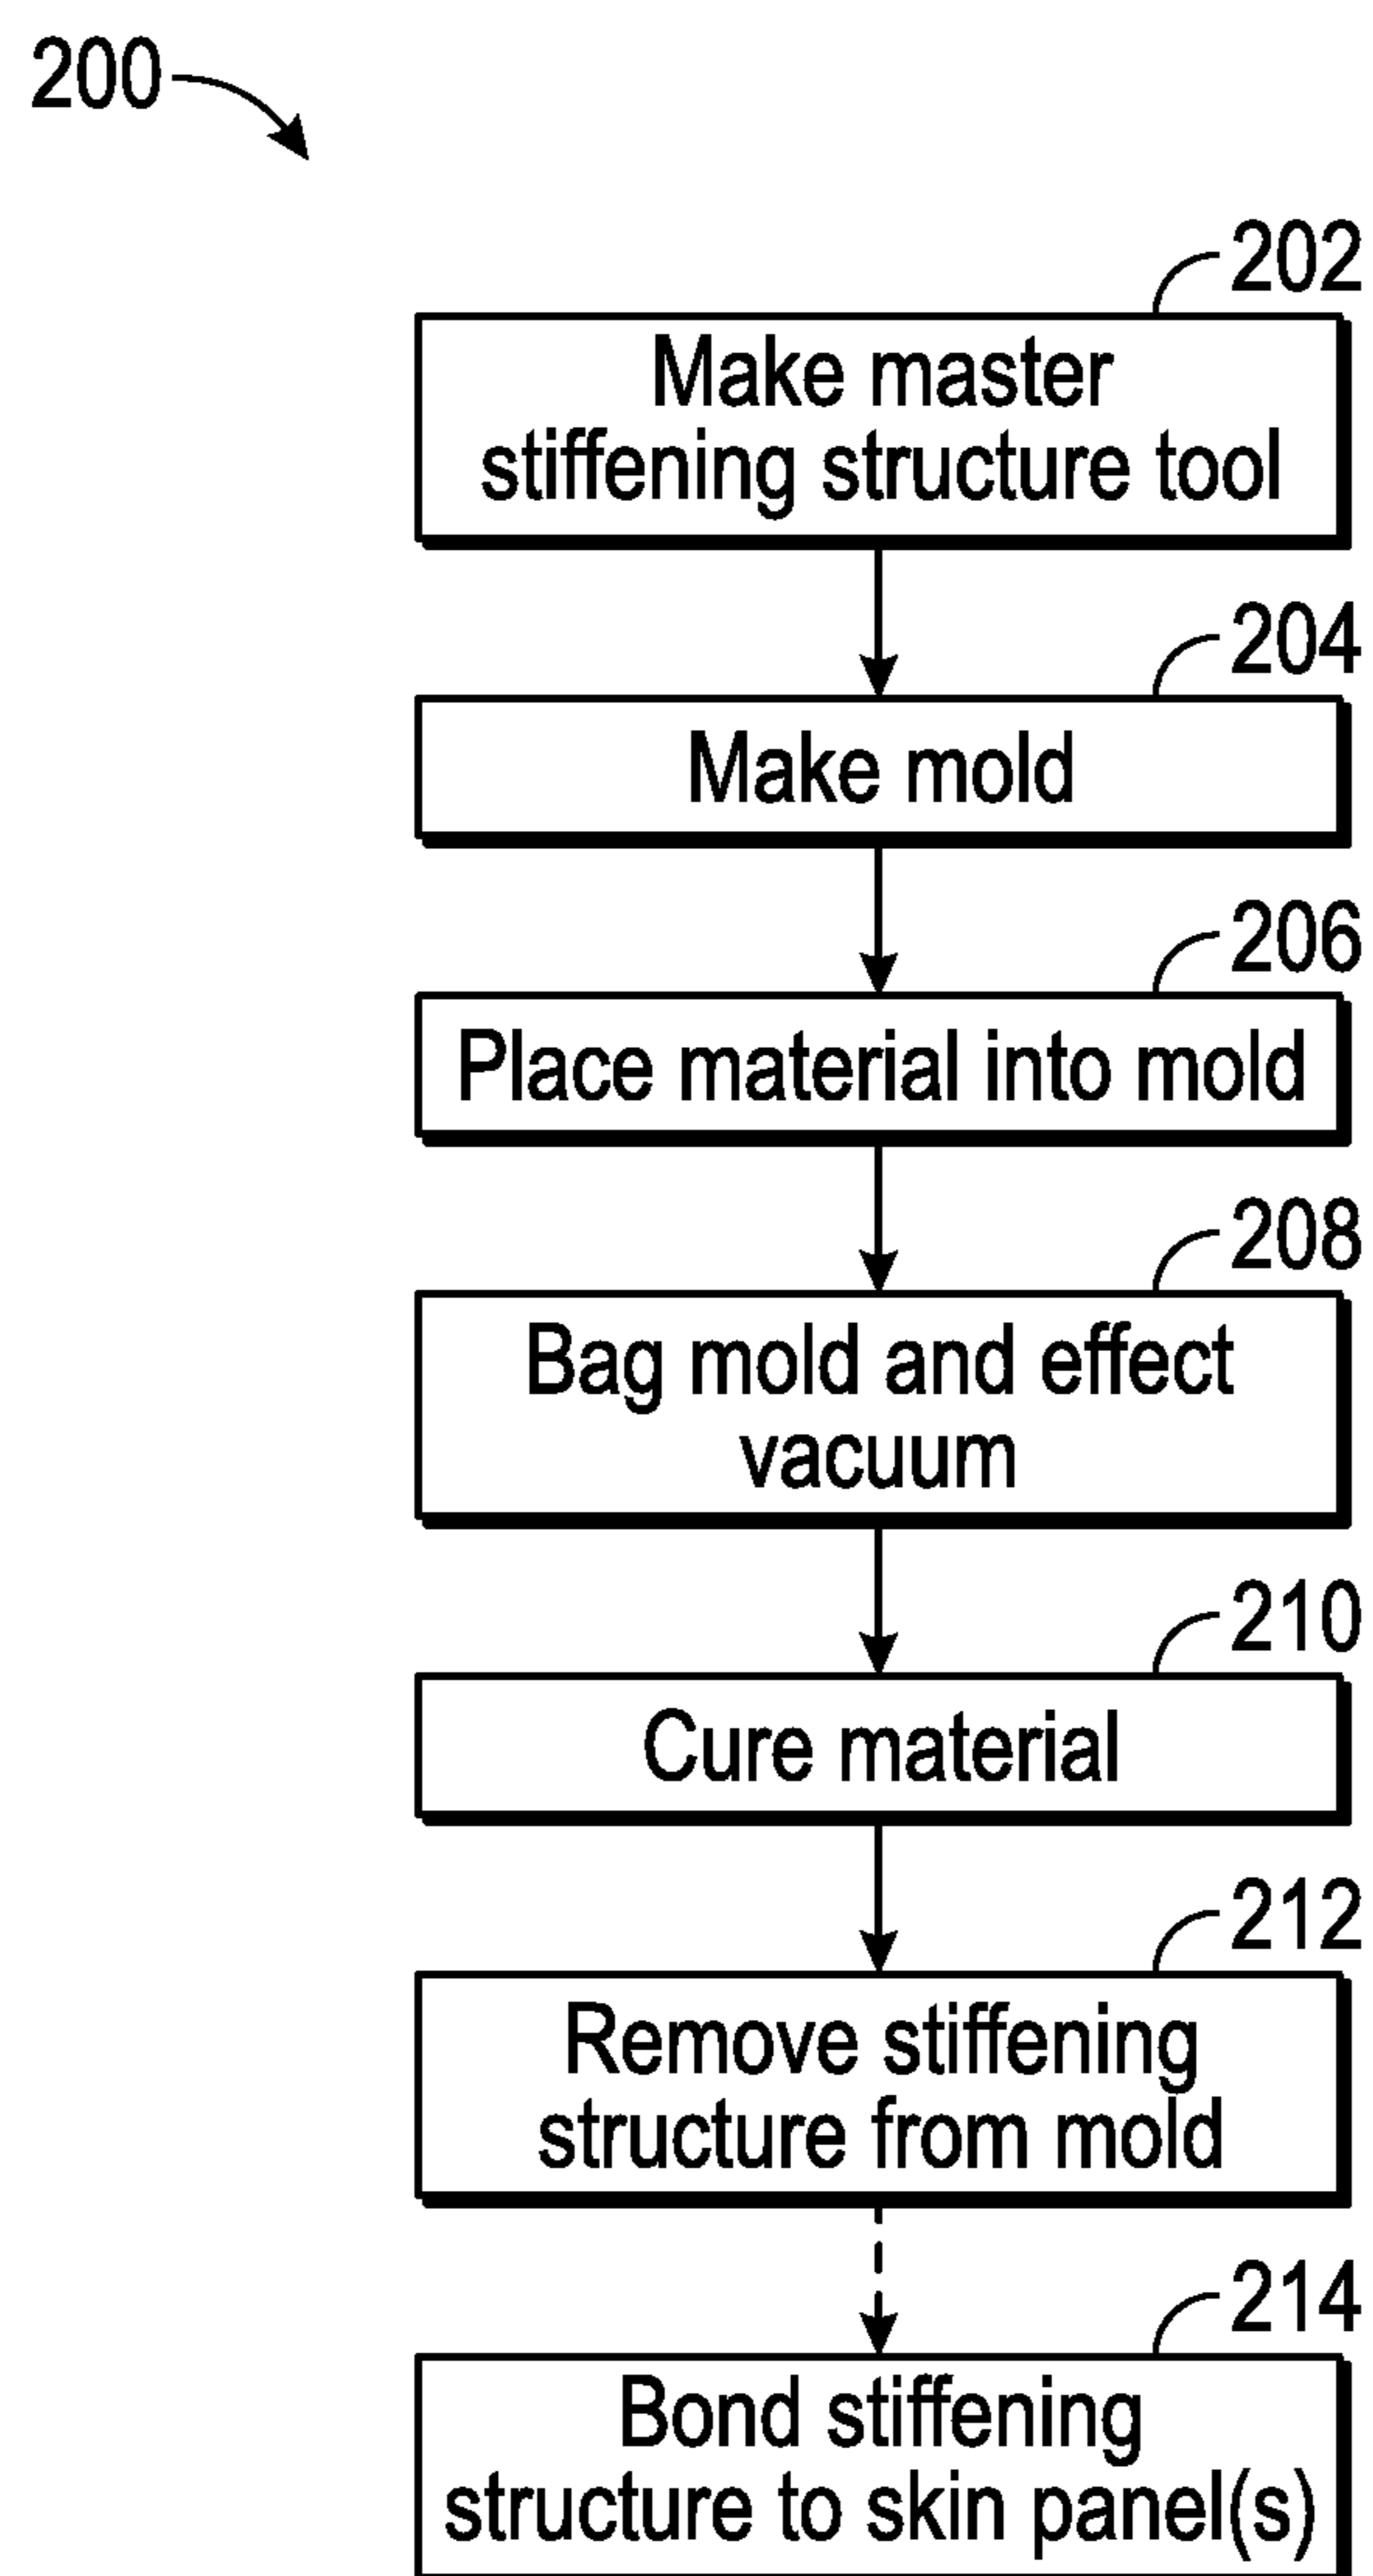 200
202
Make master
stiffening structure tool
204
Make mold
206
Place material into mold
208
Bag mold and effect
vacuum
210
Cure material
212
Remove stiffening
structure from mold
214
Bond stiffening
structure to skin panel(s)